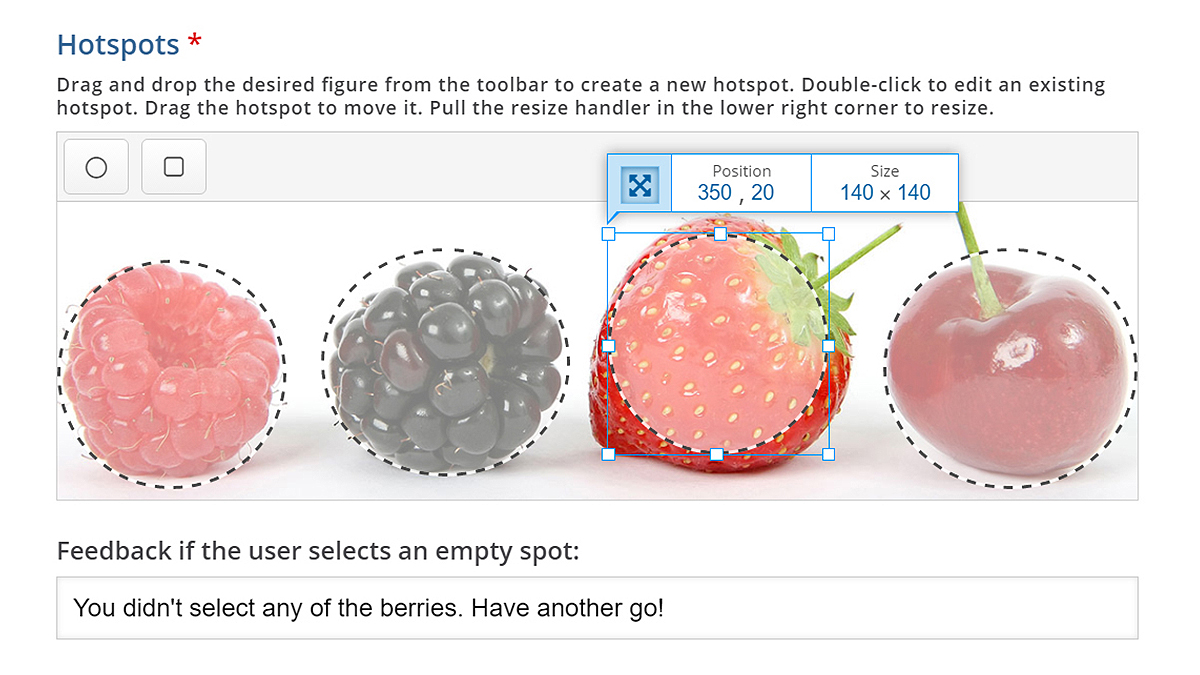 Hotspots *
Drag and drop the desired figure from the toolbar to create a new hotspot. Double-click to edit an existing
hotspot. Drag the hotspot to move it. Pull the resize handler in the lower right corner to resize.
Position
350 , 20
Size
140 × 140
Feedback if the user selects an empty spot:
You didn't select any of the berries. Have another go!